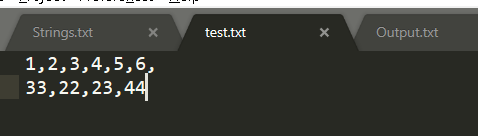 Strings.txt × test.txt × Output.txt
1,2,3,4,5,6,
33,22,23,44